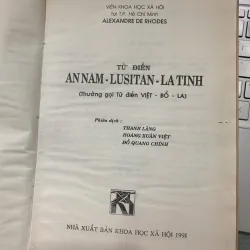 VIỆN KHOA HỌC XÃ HỘI
tại T.P. Hồ Chí Minh
ALEXANDRE DE RHODES
TỪ ĐIỂN
ANNAM - LUSITAN - LATINH
(Thường gọi Từ điển VIỆT - BỒ - LA)
Phiên dịch :
THANH LÃNG
HOÀNG XUÂN VIỆT
ĐỖ QUANG CHÍNH
NHÀ XUẤT BẢN KHOA HỌC XÃ HỘI 1991